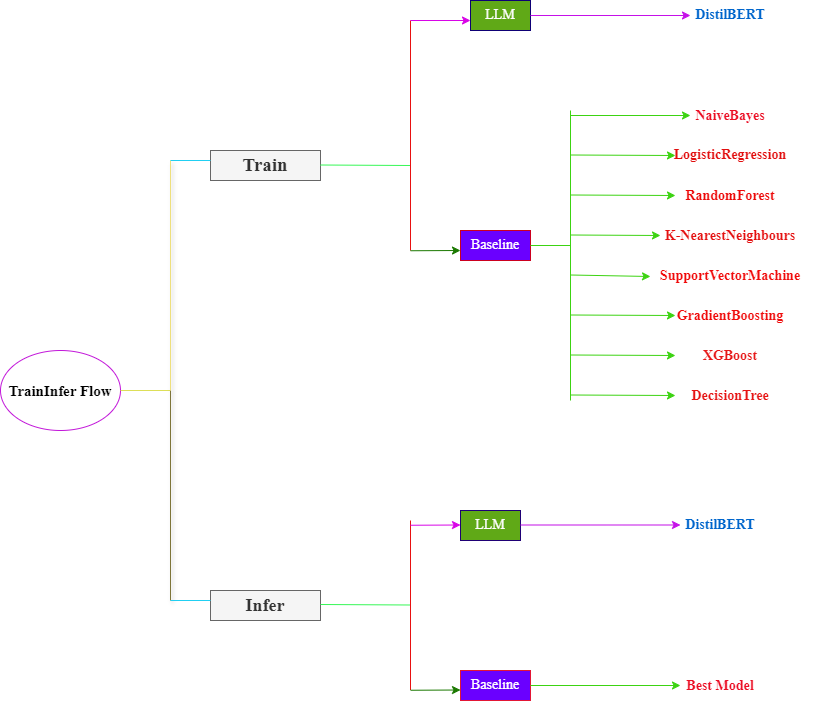 LLM
DistilBERT
NaiveBayes
LogisticRegression
Train
RandomForest
K-NearestNeighbours
Baseline
SupportVectorMachine
GradientBoosting
XGBoost
TrainInfer Flow
DecisionTree
LLM
DistilBERT
Infer
Baseline
Best Model